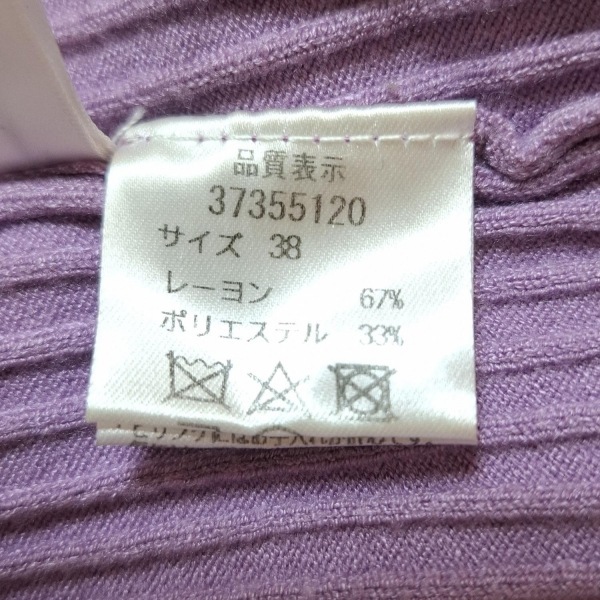 品質表示
37355120
サイズ 38
レーヨン 67%
ポリエステル 33%